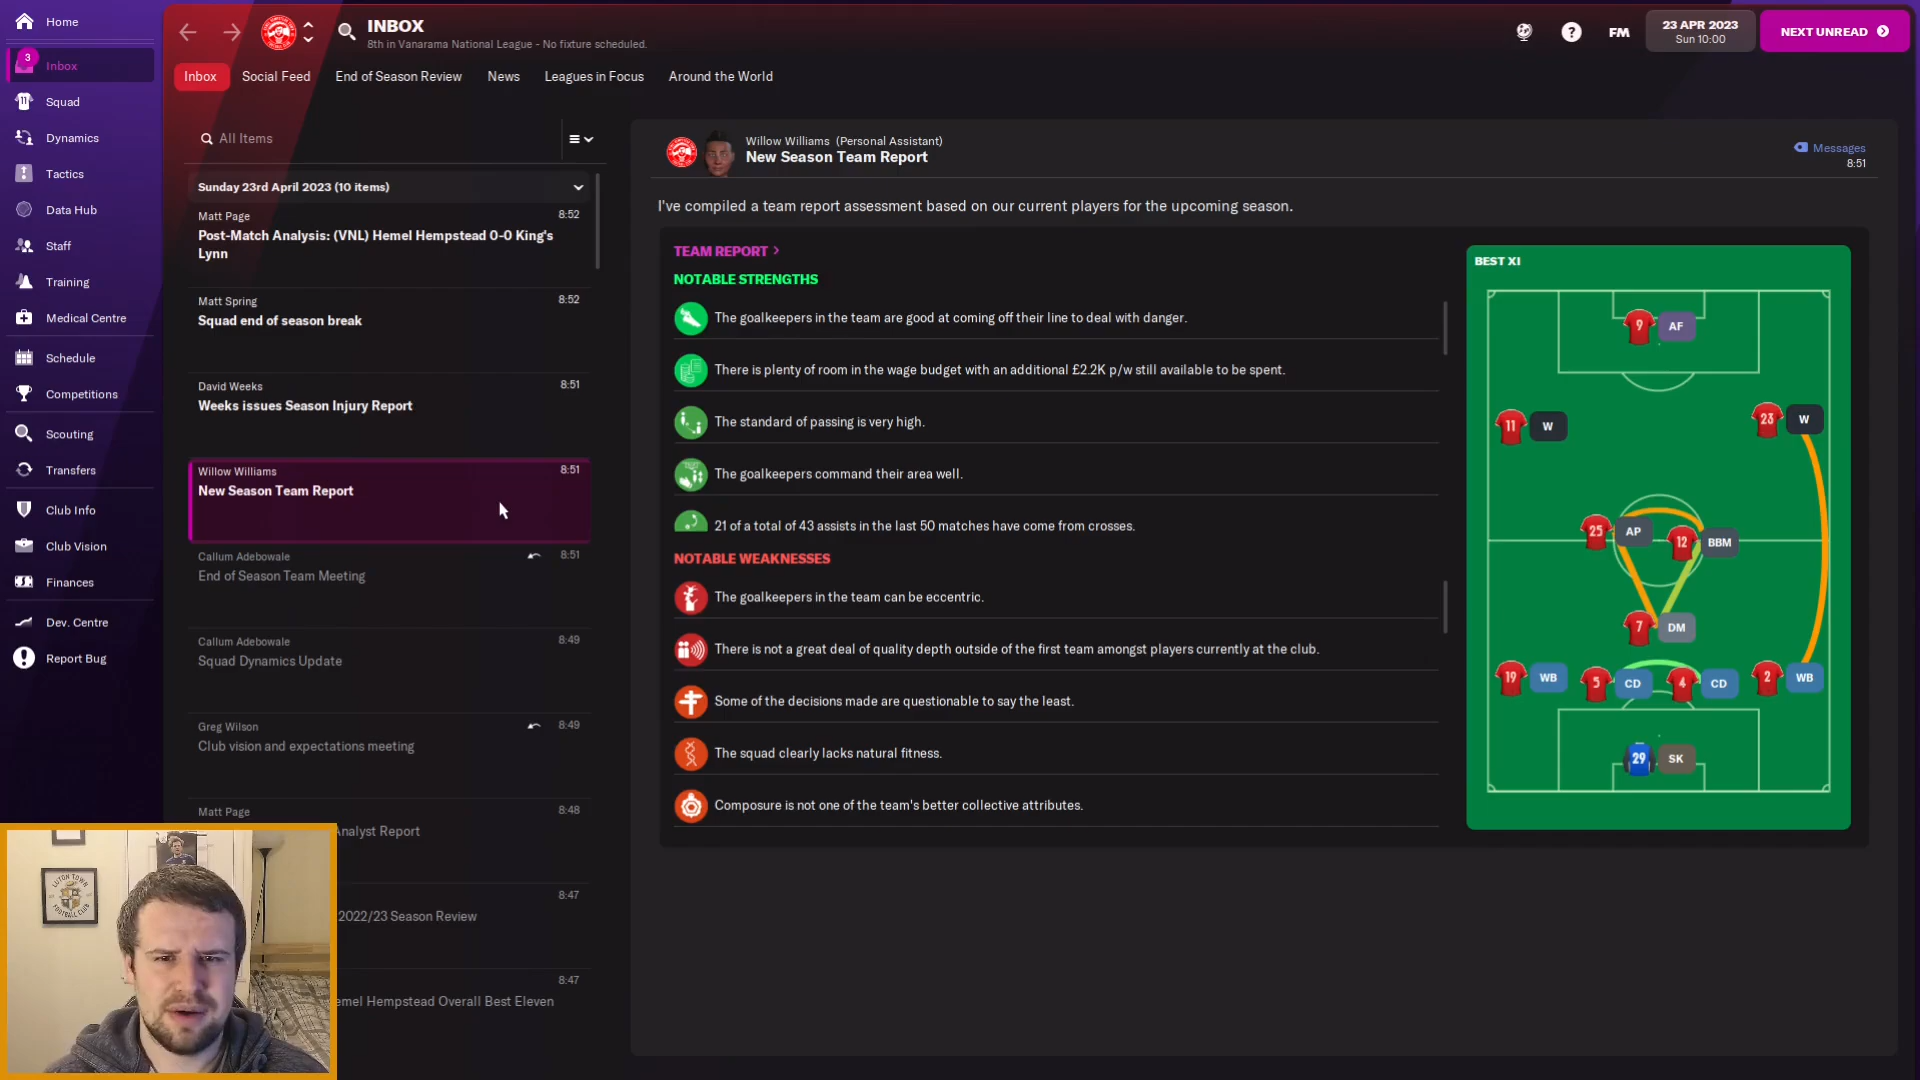 Home
3
Inbox
Squad
Dynamics
Tactics
Data Hub
Staff
Training
Medical Centre
Schedule
Competitions
Scouting
Transfers
Club Info
Club Vision
Finances
Dev. Centre
Report Bug
INBOX
8th in Vanarama National League - No fixture scheduled.
FM
23 APR 2023
Sun 10:00
NEXT UNREAD
Inbox
Social Feed
End of Season Review
News
Leagues in Focus
Around the World
All Items
Sunday 23rd April 2023 (10 items)
Matt Page
8:52
Post-Match Analysis: (VNL) Hemel Hempstead 0-0 King's
Lynn
Matt Spring
8:52
Squad end of season break
David Weeks
8:51
Weeks issues Season Injury Report
Willow Williams
8:51
New Season Team Report
Callum Adebowale
8:51
End of Season Team Meeting
Callum Adebowale
8:49
Squad Dynamics Update
Greg Wilson
8:49
Club vision and expectations meeting
Matt Page
8:48
Analyst Report
8:47
2022/23 Season Review
8:47
emel Hempstead Overall Best Eleven
Willow Williams (Personal Assistant)
New Season Team Report
Messages
8:51
I've compiled a team report assessment based on our current players for the upcoming season.
TEAM REPORT >
NOTABLE STRENGTHS
The goalkeepers in the team are good at coming off their line to deal with danger.
There is plenty of room in the wage budget with an additional £2.2K p/w still available to be spent.
The standard of passing is very high.
The goalkeepers command their area well.
21 of a total of 43 assists in the last 50 matches have come from crosses.
NOTABLE WEAKNESSES
The goalkeepers in the team can be eccentric.
There is not a great deal of quality depth outside of the first team amongst players currently at the club.
Some of the decisions made are questionable to say the least.
The squad clearly lacks natural fitness.
Composure is not one of the team's better collective attributes.
BEST XI
9 AF
11 W
23 W
25 AP
12 BBM
7 DM
19 WB
5 CD
4 CD
2 WB
29 SK
LUTON TOWN
FOOTBALL CLUB